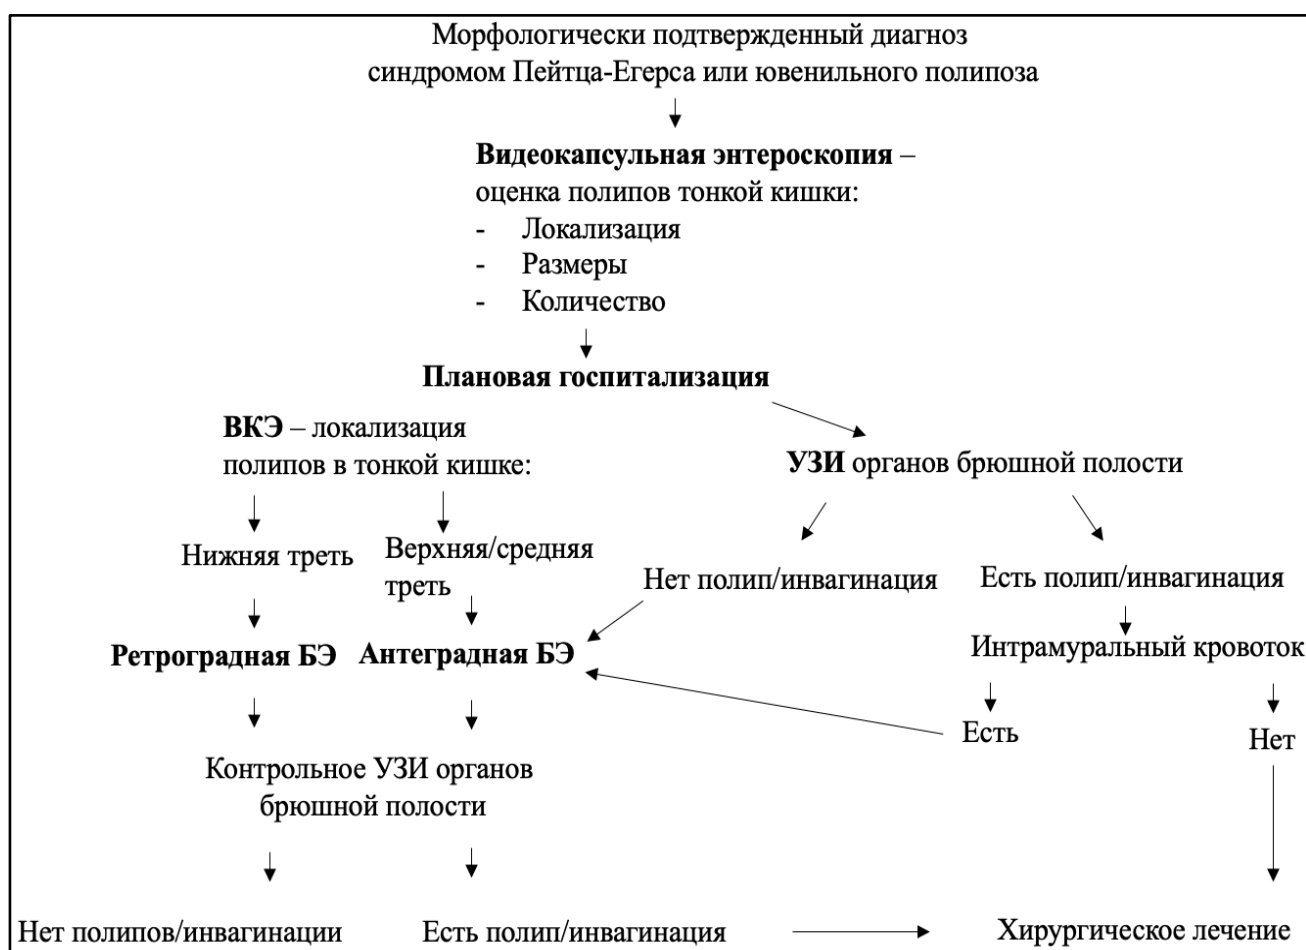 Морфологически подтвержденный диагноз
синдромом Пейтца-Егерса или ювенильного полипоза
Видеокапсульная энтероскопия –
оценка полипов тонкой кишки:
- Локализация
- Размеры
- Количество
Плановая госпитализация
ВКЭ – локализация
полипов в тонкой кишке:
УЗИ органов брюшной полости
Нижняя треть
Верхняя/средняя
треть
Нет полип/инвагинация
Есть полип/инвагинация
Ретроградная БЭ
Антеградная БЭ
Интрамуральный кровоток
Есть
Нет
Контрольное УЗИ органов
брюшной полости
Нет полипов/инвагинации
Есть полип/инвагинация
Хирургическое лечение